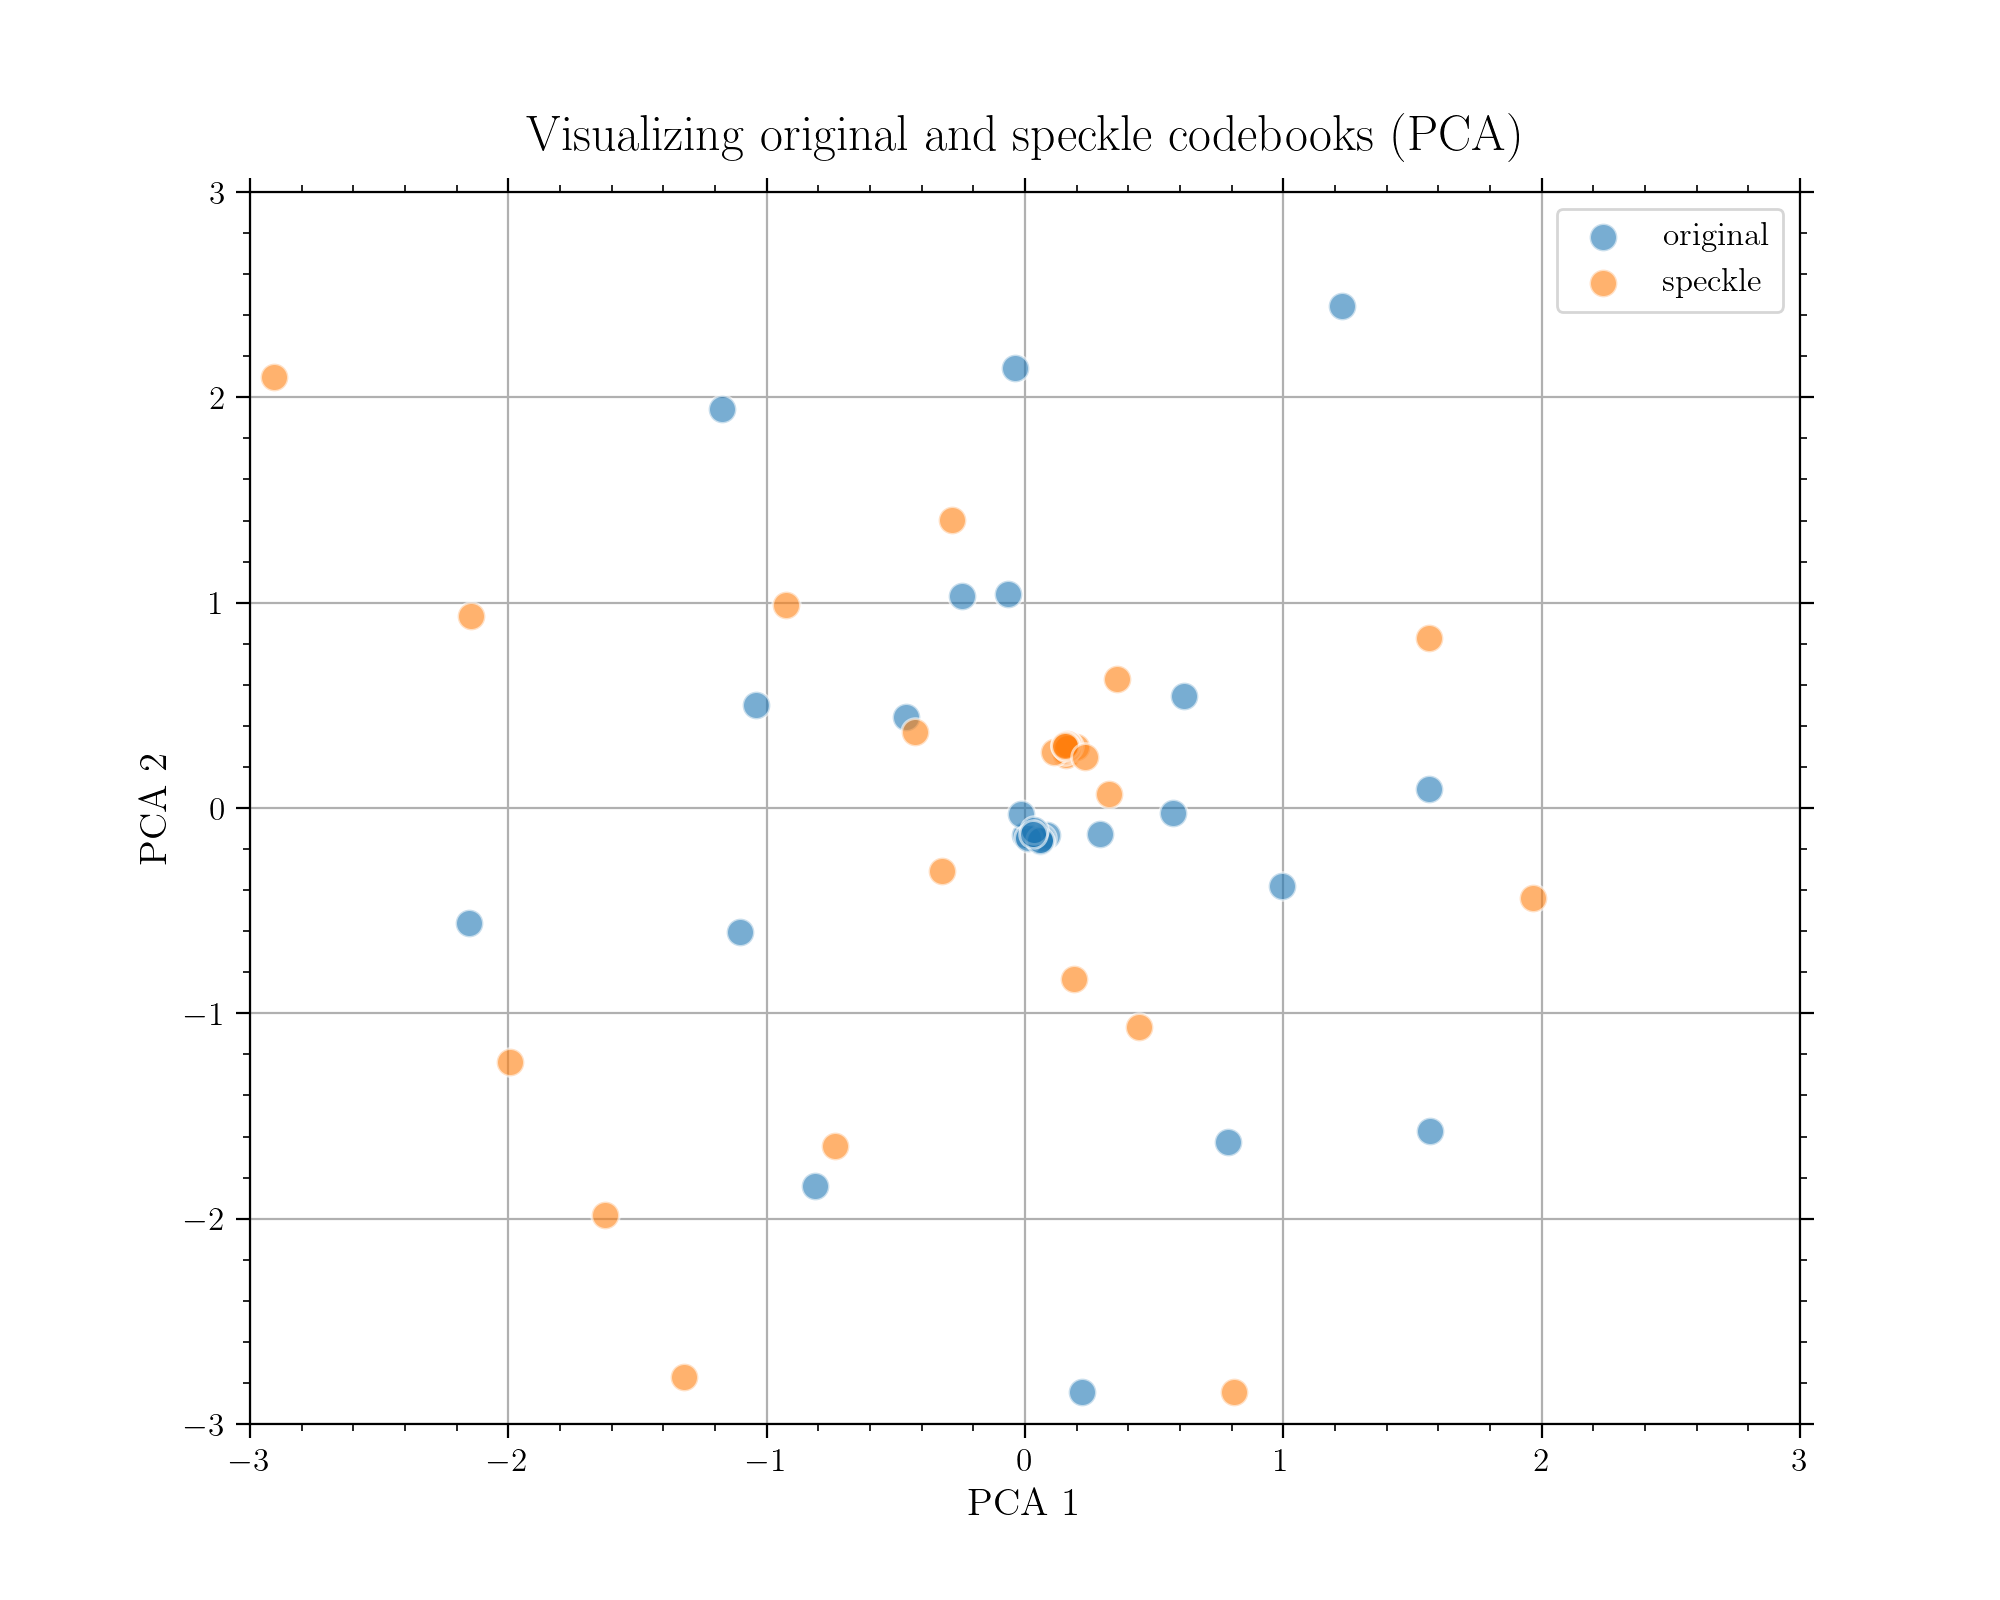 Visualizing original and speckle codebooks (PCA)
original
speckle
3
2
1
0
−1
−2
−3
PCA 2
−3
−2
−1
0
1
2
3
PCA 1